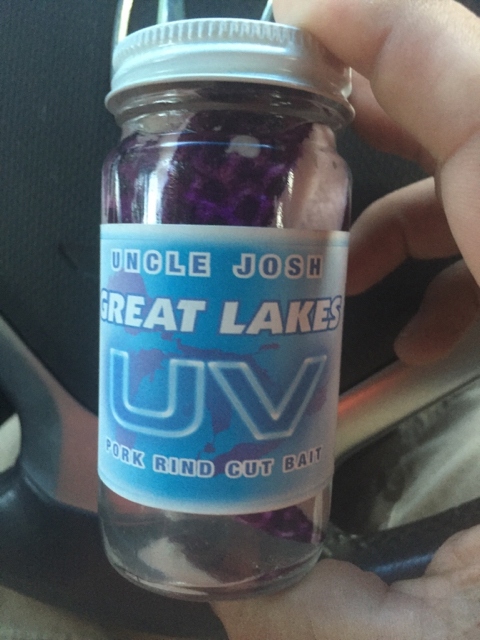 UNCLE JOSH
GREAT LAKES
UV
PORK RIND CUT BAIT